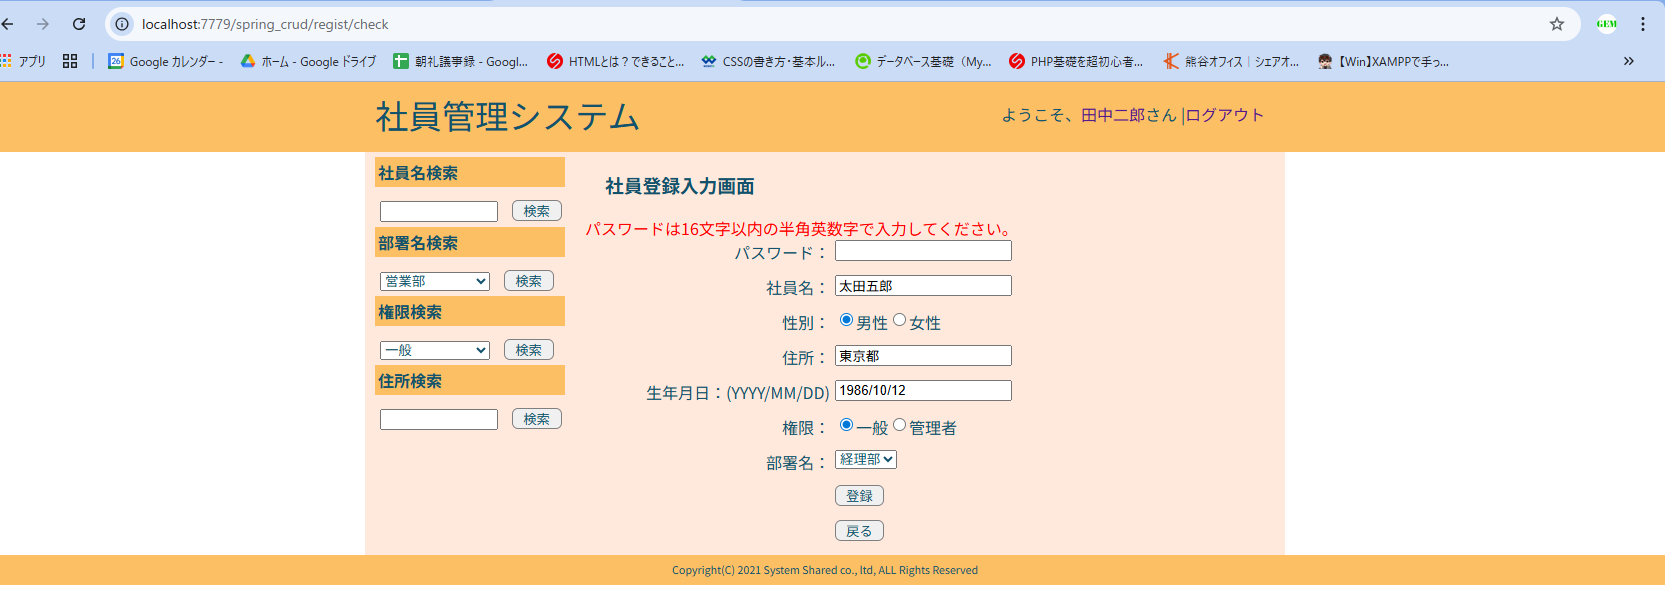 localhost:7779/spring_crud/regist/check
GEM
アプリ
26 Google カレンダー -
ホーム - Google ドライブ
朝礼議事録 - Googl...
HTMLとは？できること...
CSSの書き方・基本ル...
データベース基礎（My...
PHP基礎を超初心者...
熊谷オフィス｜シェアオ...
【Win】XAMPPで手っ...
社員管理システム
ようこそ、田中二郎さん |ログアウト
社員名検索
検索
部署名検索
営業部 検索
権限検索
一般 検索
住所検索
検索
社員登録入力画面
パスワードは16文字以内の半角英数字で入力してください。
パスワード：
社員名： 太田五郎
性別： 男性 女性
住所： 東京都
生年月日：(YYYY/MM/DD) 1986/10/12
権限： 一般 管理者
部署名： 経理部
登録
戻る
Copyright(C) 2021 System Shared co., ltd, ALL Rights Reserved